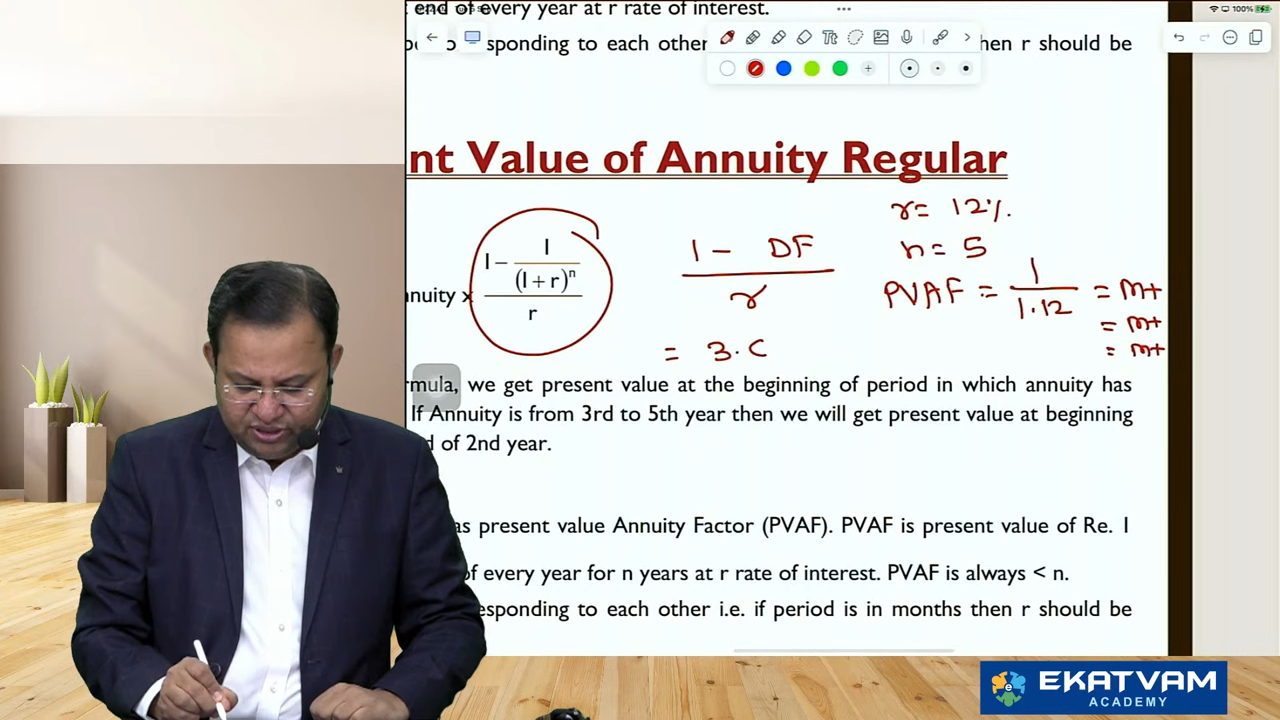 end of every year at r rate of interest.
sponding to each other
then r should be
100%
nt Value of Annuity Regular
r = 12%.
n = 5
nnuity x
1 - 1 / (1 + r)^n
r
1 - DF
r
PVAF = 1 / 1.12 = m+
= m+
= m+
= 3.
rmula, we get present value at the beginning of period in which annuity has
If Annuity is from 3rd to 5th year then we will get present value at beginning
d of 2nd year.
as present value Annuity Factor (PVAF). PVAF is present value of Re. 1
of every year for n years at r rate of interest. PVAF is always < n.
esponding to each other i.e. if period is in months then r should be
EKATVAM
ACADEMY